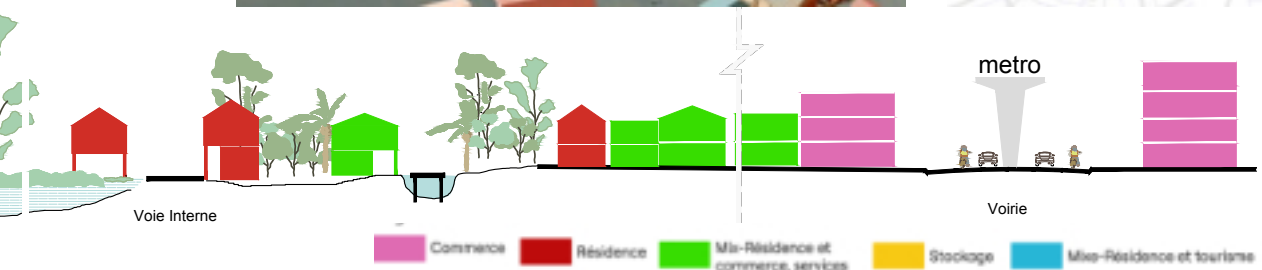 metro
Voie Interne
Voirie
Commerce
Résidence
Mix-Résidence et
commerce, services
Stockage
Mixe-Résidence et tourisme